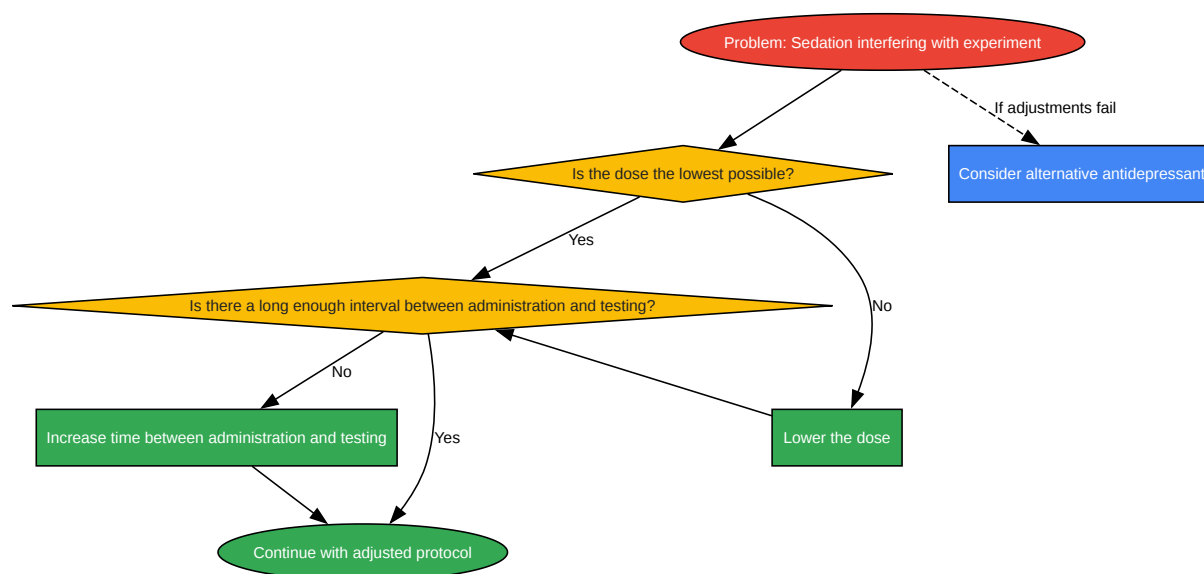 Problem: Sedation interfering with experiment
If adjustments fail
Is the dose the lowest possible?
Consider alternative antidepressant
Yes
Is there a long enough interval between administration and testing?
No
No
Increase time between administration and testing
Yes
Lower the dose
Continue with adjusted protocol